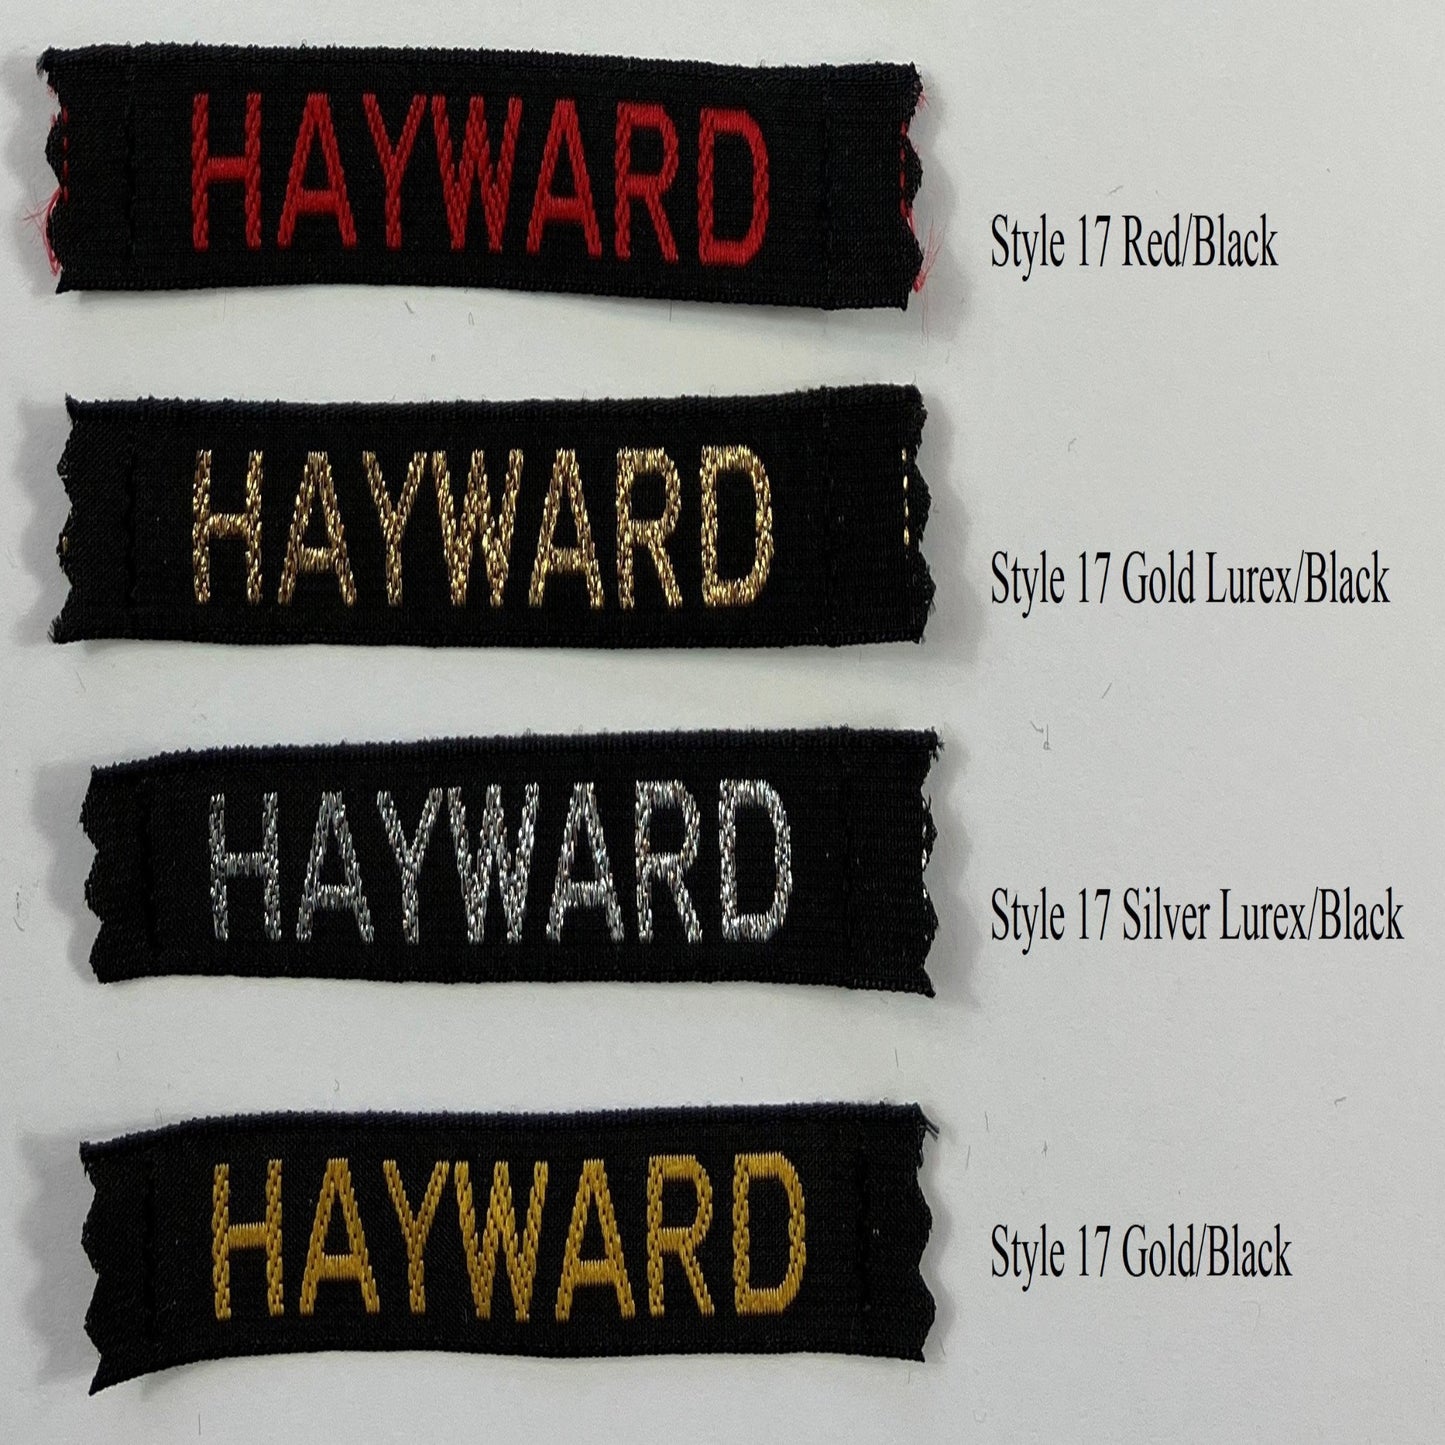 HAYWARD
Style 17 Red/Black
HAYWARD
Style 17 Gold Lurex/Black
HAYWARD
Style 17 Silver Lurex/Black
HAYWARD
Style 17 Gold/Black